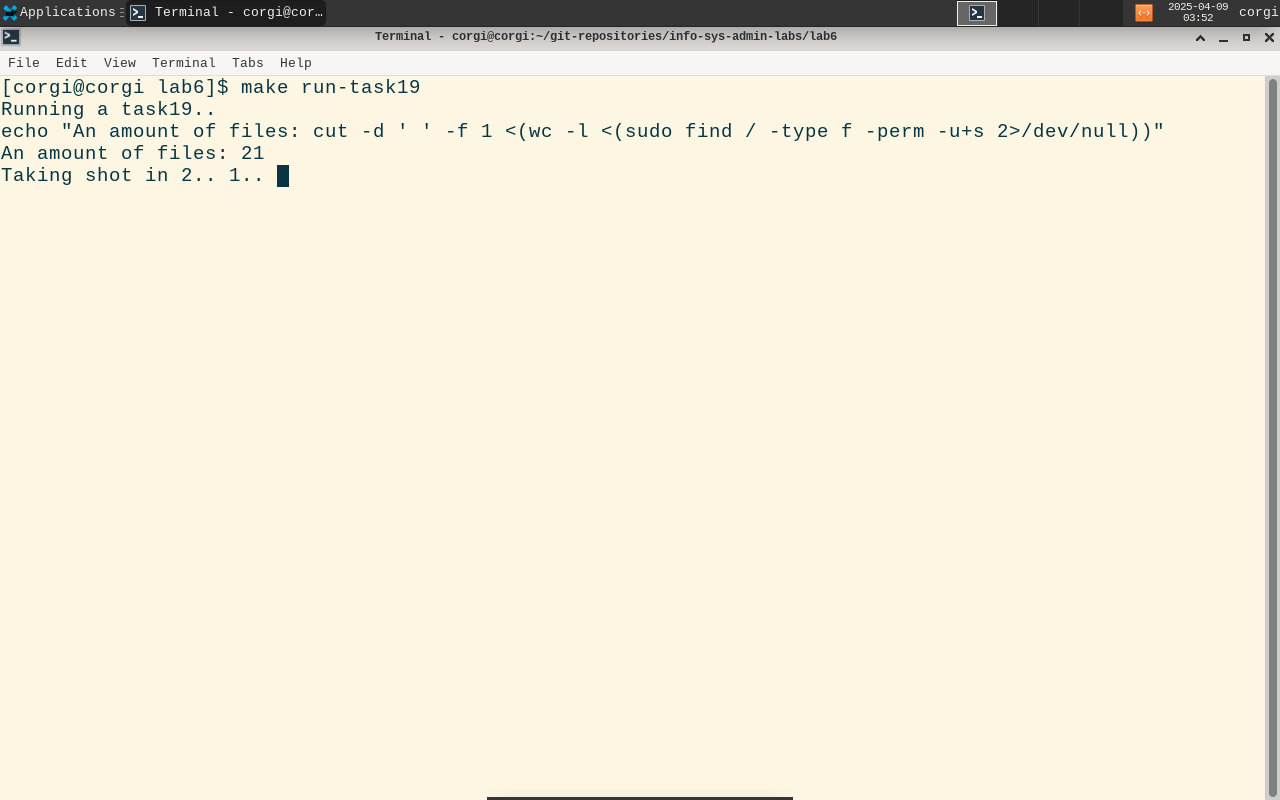 Applications
Terminal - corgi@cor...
2025-04-09
03:52
corgi
Terminal - corgi@corgi:~/git-repositories/info-sys-admin-labs/lab6
File Edit View Terminal Tabs Help
[corgi@corgi lab6]$ make run-task19
Running a task19..
echo "An amount of files: cut -d ' ' -f 1 <(wc -l <(sudo find / -type f -perm -u+s 2>/dev/null))"
An amount of files: 21
Taking shot in 2.. 1..